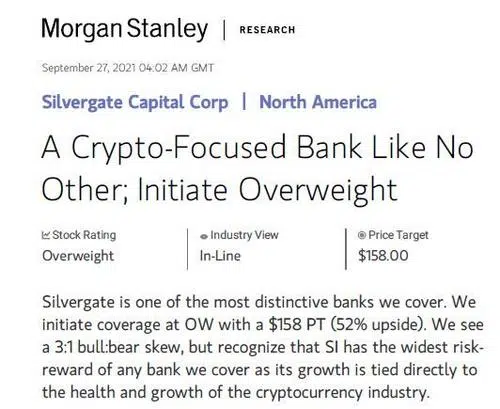 Morgan Stanley | RESEARCH
September 27, 2021 04:02 AM GMT
Silvergate Capital Corp | North America
A Crypto-Focused Bank Like No
Other; Initiate Overweight
Stock Rating Industry View Price Target
Overweight In-Line $158.00
Silvergate is one of the most distinctive banks we cover. We
initiate coverage at OW with a $158 PT (52% upside). We see
a 3:1 bull:bear skew, but recognize that SI has the widest risk-
reward of any bank we cover as its growth is tied directly to
the health and growth of the cryptocurrency industry.